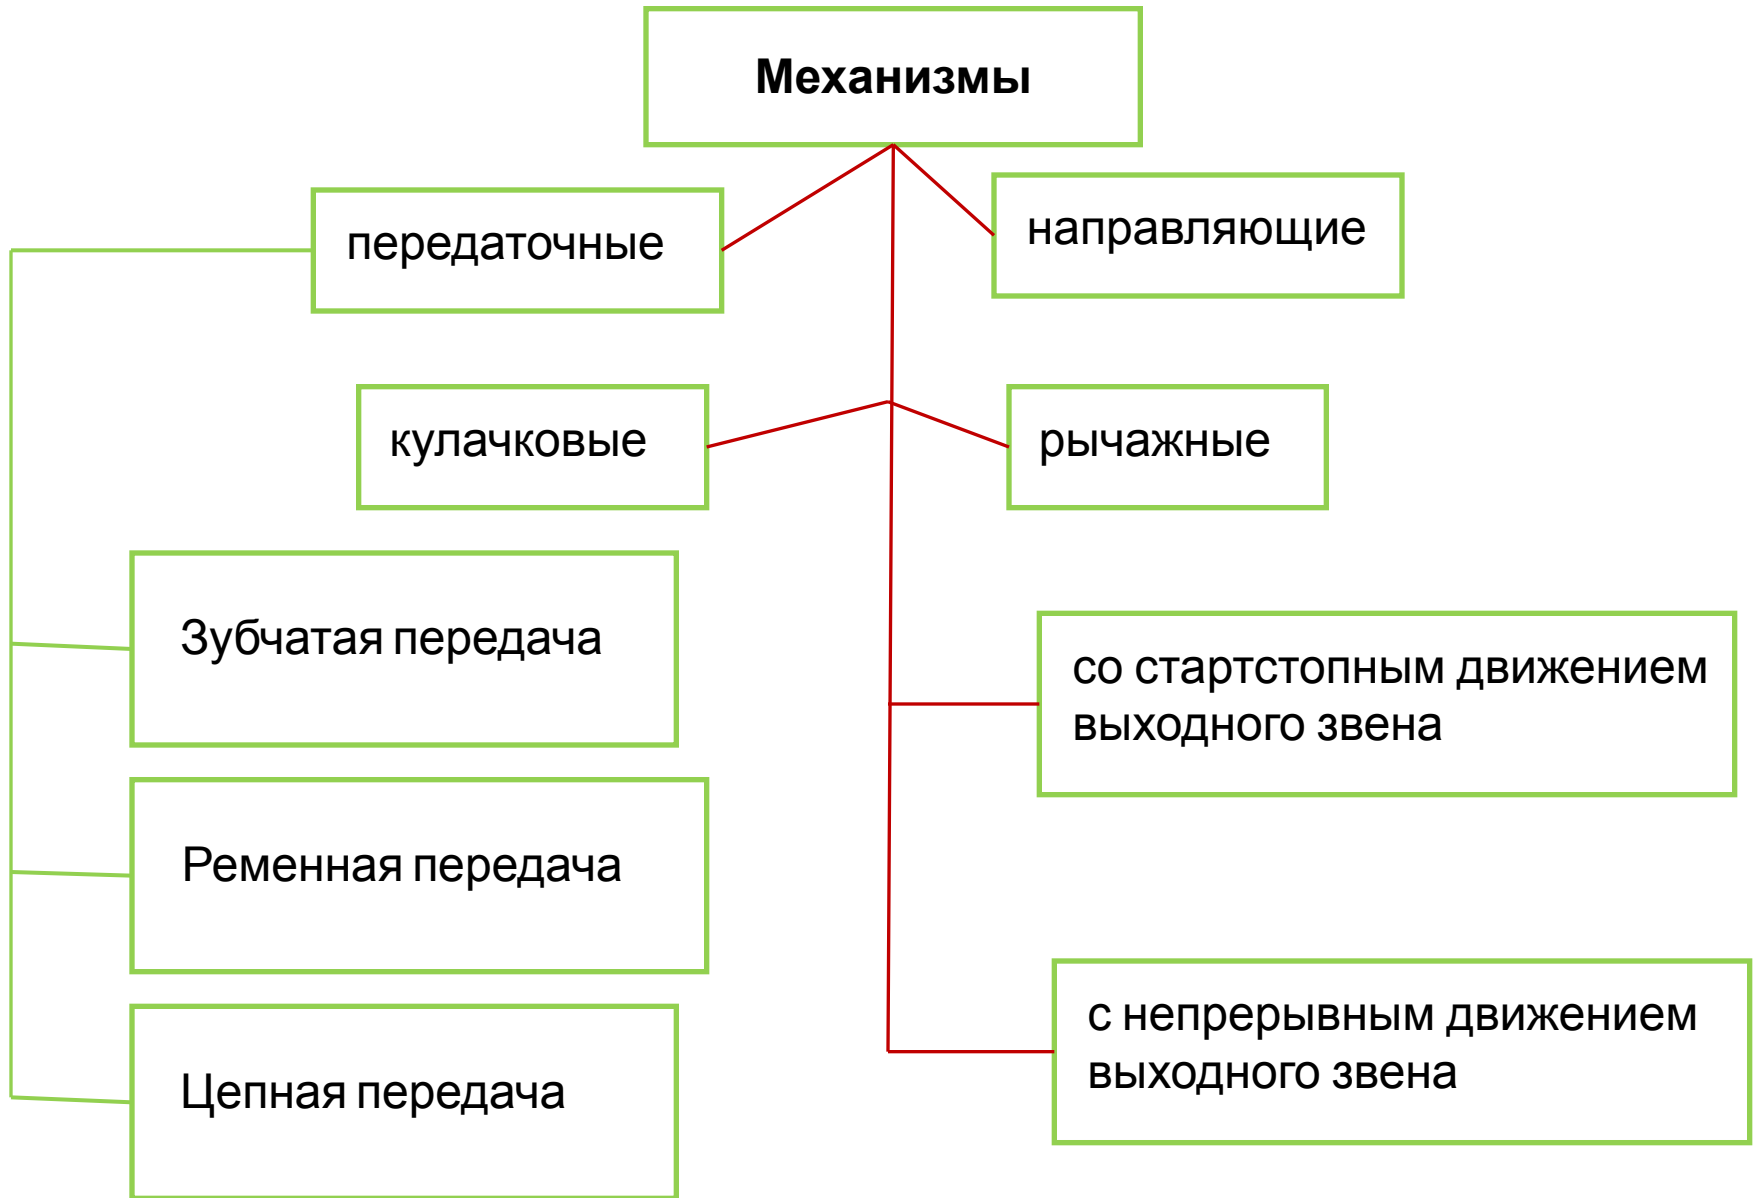 Механизмы
передаточные
направляющие
кулачковые
рычажные
Зубчатая передача
со стартстопным движением
выходного звена
Ременная передача
с непрерывным движением
выходного звена
Цепная передача